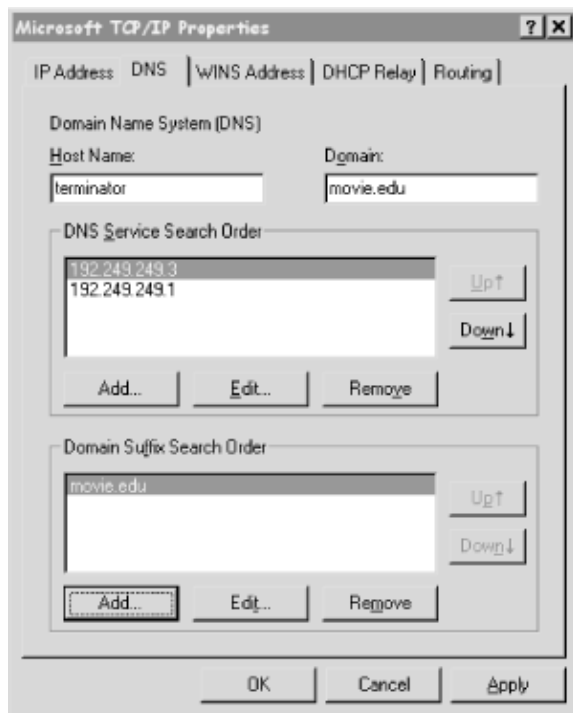 Microsoft TCP/IP Properties ? X
IP Address DNS WINS Address DHCP Relay Routing
Domain Name System (DNS)
Host Name: Domain:
terminator movie.edu
DNS Service Search Order
192.249.249.3
192.249.249.1
Up↑
Down↓
Add... Edit... Remove
Domain Suffix Search Order
movie.edu
Up↑
Down↓
Add... Edit... Remove
OK Cancel Apply